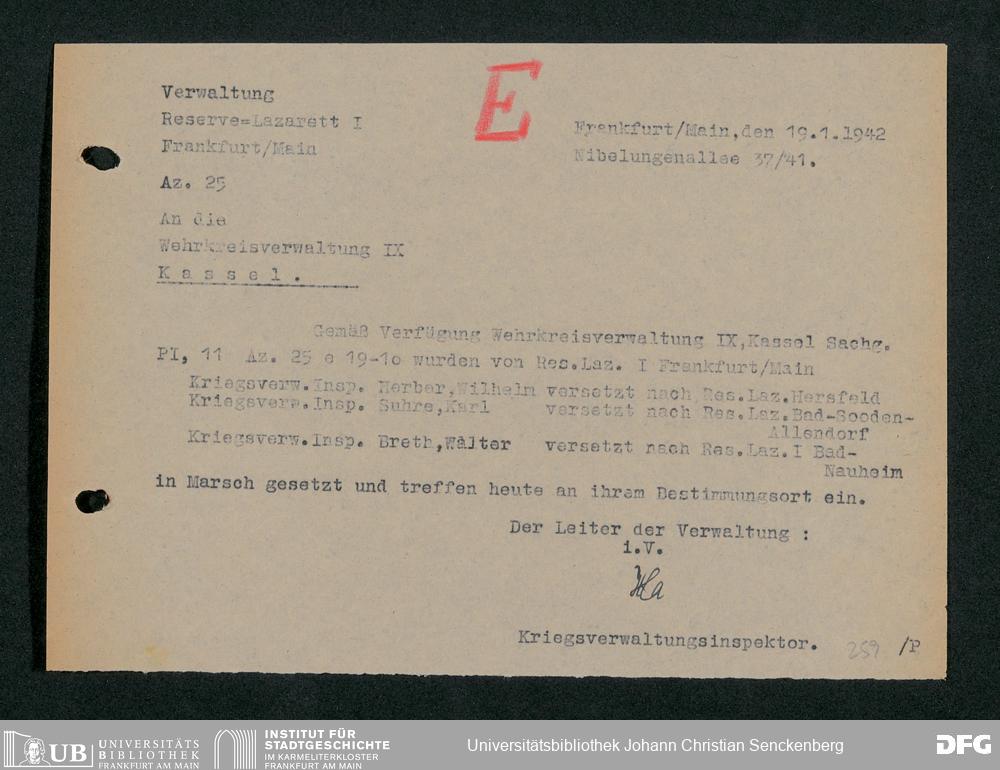 E
Verwaltung
Reserve=Lazarett I
Frankfurt/Main
Frankfurt/Main,den 19.1.1942
Nibelungenallee 37/41.
Az. 25
An die
Wehrkreisverwaltung IX
K a s s e l .
Gemäß Verfügung Wehrkreisverwaltung IX,Kassel Sachg.
PI, 11 Az. 25 e 19-10 wurden von Res.Laz. I Frankfurt/Main
Kriegsverw.Insp. Herber,Wilhelm versetzt nach Res.Laz.Hersfeld
Kriegsverw.Insp. Suhre,Karl versetzt nach Res.Laz.Bad-Sooden-
Allendorf
Kriegsverw.Insp. Breth,Walter versetzt nach Res.Laz.I Bad-
Nauheim
in Marsch gesetzt und treffen heute an ihrem Bestimmungsort ein.
Der Leiter der Verwaltung :
i.V.
Kriegsverwaltungsinspektor.
259 /P
UB UNIVERSITÄTS
BIBLIOTHEK
FRANKFURT AM MAIN
INSTITUT FÜR
STADTGESCHICHTE
IM KARMELITERKLOSTER
FRANKFURT AM MAIN
Universitätsbibliothek Johann Christian Senckenberg
DFG